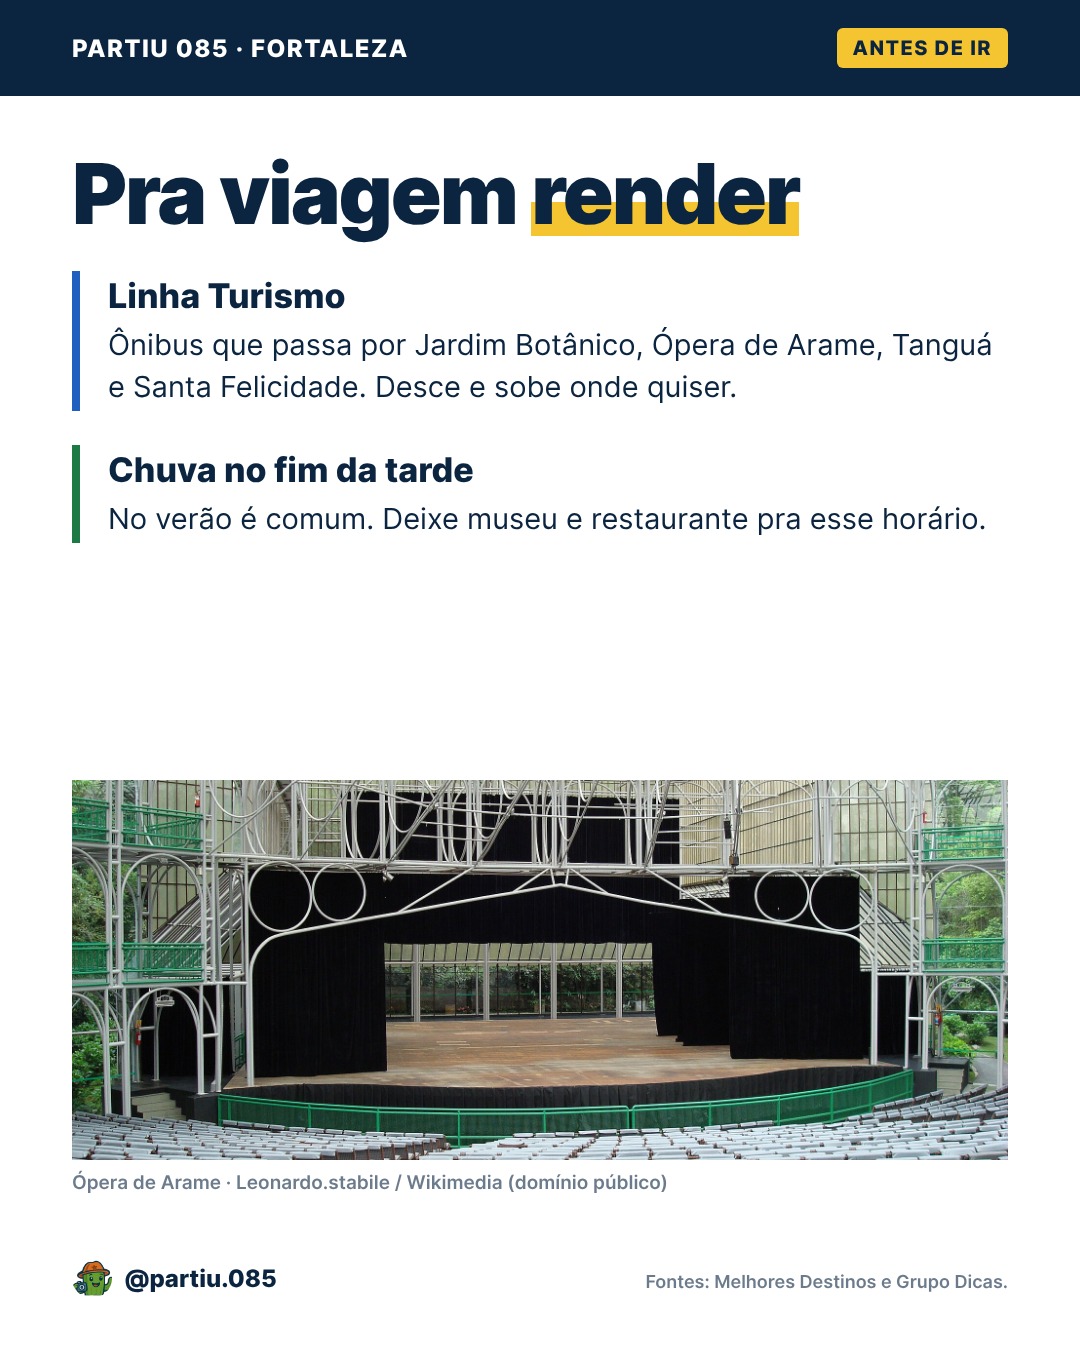 PARTIU 085 · FORTALEZA
ANTES DE IR
Pra viagem render
Linha Turismo
Ônibus que passa por Jardim Botânico, Ópera de Arame, Tanguá
e Santa Felicidade. Desce e sobe onde quiser.
Chuva no fim da tarde
No verão é comum. Deixe museu e restaurante pra esse horário.
Ópera de Arame · Leonardo.stabile / Wikimedia (domínio público)
@partiu.085
Fontes: Melhores Destinos e Grupo Dicas.